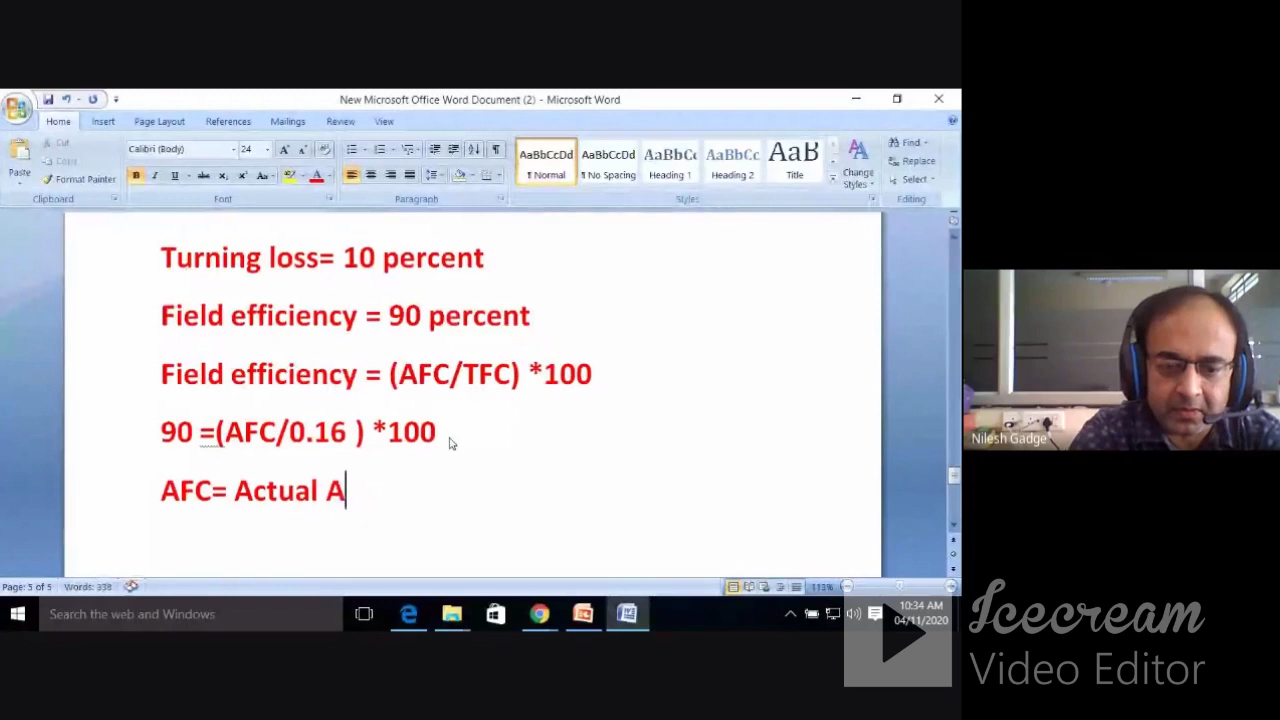 New Microsoft Office Word Document (2) - Microsoft Word
Home Insert Page Layout References Mailings Review View
Cut
Copy
Paste
Format Painter
Clipboard
Calibri (Body) 24
Font
Paragraph
AaBbCcDd AaBbCcDd AaBbCc AaBbCc AaB
¶ Normal ¶ No Spacing Heading 1 Heading 2 Title
Change Styles
Styles
Find
Replace
Select
Editing
Turning loss= 10 percent
Field efficiency = 90 percent
Field efficiency = (AFC/TFC) *100
90 =(AFC/0.16 ) *100
AFC= Actual A
Nilesh Gadge
Page: 5 of 5 Words: 338
113%
Search the web and Windows
10:34 AM
04/11/2020
Icecream
Video Editor